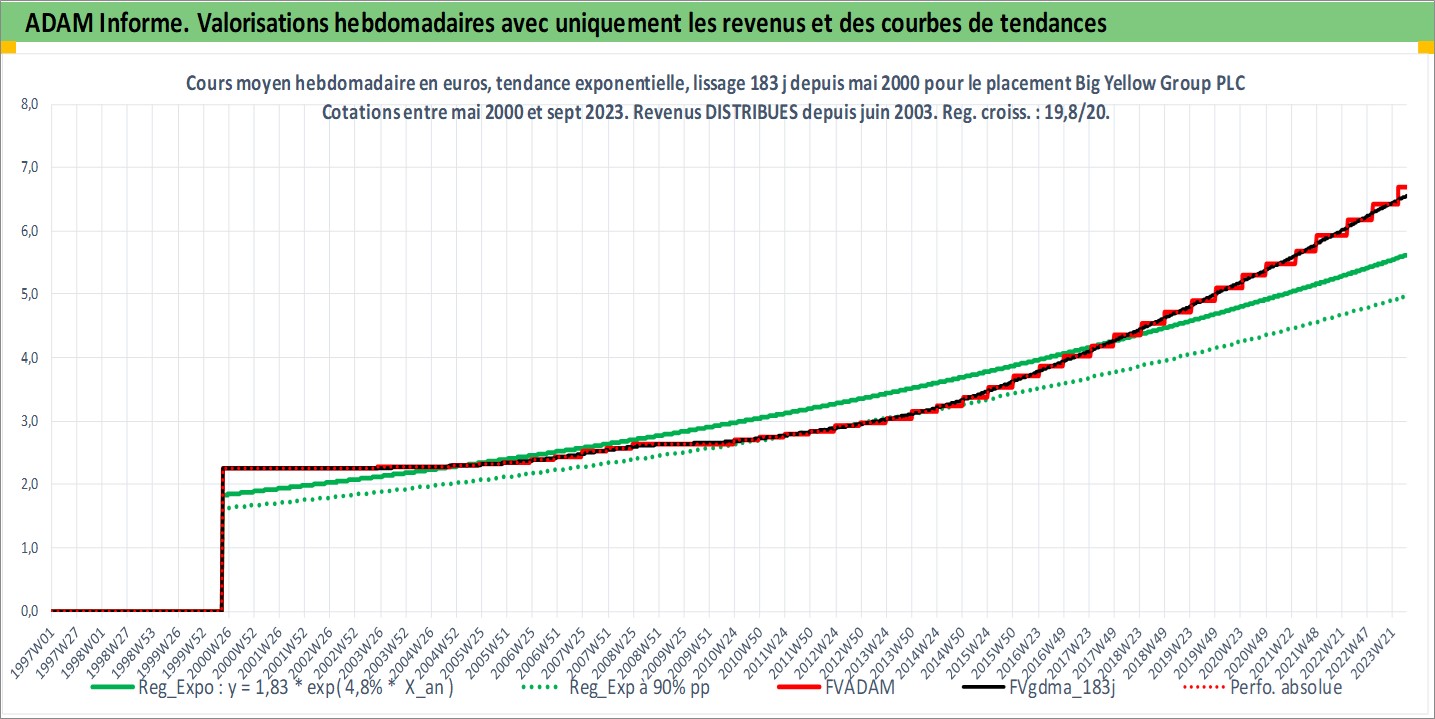 ADAM Informe. Valorisations hebdomadaires avec uniquement les revenus et des courbes de tendances
Cours moyen hebdomadaire en euros, tendance exponentielle, lissage 183 j depuis mai 2000 pour le placement Big Yellow Group PLC
Cotations entre mai 2000 et sept 2023. Revenus DISTRIBUES depuis juin 2003. Reg. croiss. : 19,8/20.
8,0
7,0
6,0
5,0
4,0
3,0
2,0
1,0
0,0
1997W01
1997W27
1998W01
1998W27
1998W53
1999W26
1999W52
2000W26
2000W52
2001W26
2001W52
2002W26
2002W52
2003W26
2003W52
2004W26
2004W52
2005W25
2005W51
2006W25
2006W51
2007W25
2007W51
2008W25
2008W51
2009W25
2009W51
2010W24
2010W50
2011W24
2011W50
2012W24
2012W50
2013W24
2013W50
2014W24
2014W50
2015W24
2015W50
2016W23
2016W49
2017W23
2017W49
2018W23
2018W49
2019W23
2019W49
2020W23
2020W49
2021W22
2021W48
2022W21
2022W47
2023W21
Reg_Expo : y = 1,83 * exp( 4,8% * X_an )
Reg_Exp à 90% pp
FVADAM
FVgdma_183j
Perfo. absolue